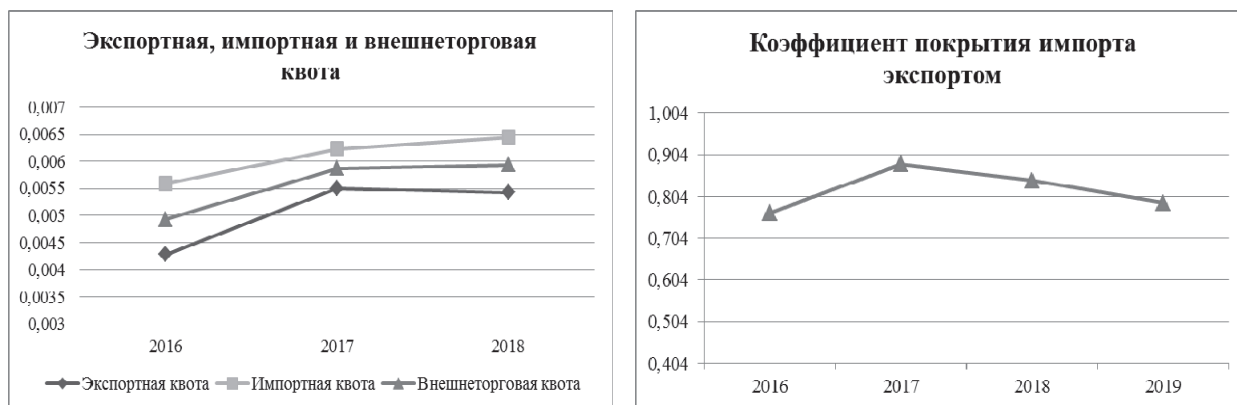 Экспортная, импортная и внешнеторговая
квота
0,007
0,0065
0,006
0,0055
0,005
0,0045
0,004
0,0035
0,003
2016 2017 2018
Экспортная квота Импортная квота Внешнеторговая квота
Коэффициент покрытия импорта
экспортом
1,004
0,904
0,804
0,704
0,604
0,504
0,404
2016 2017 2018 2019